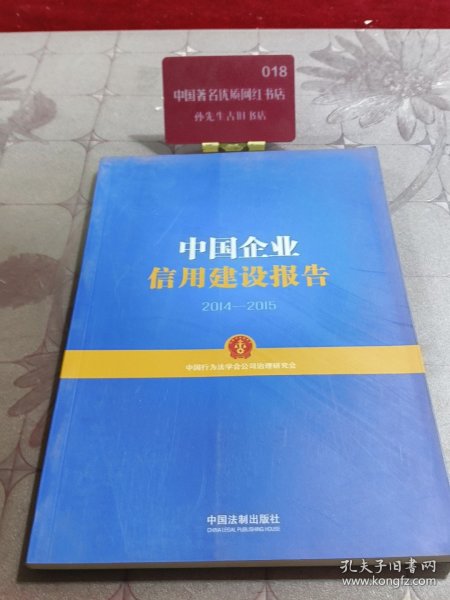 018
中国著名优质网红书店
孙先生古旧书店
中国企业
信用建设报告
2014—2015
中国行为法学会公司治理研究会
中国法制出版社
CHINA LEGAL PUBLISHING HOUSE
孔夫子旧书网
www.kongfz.com